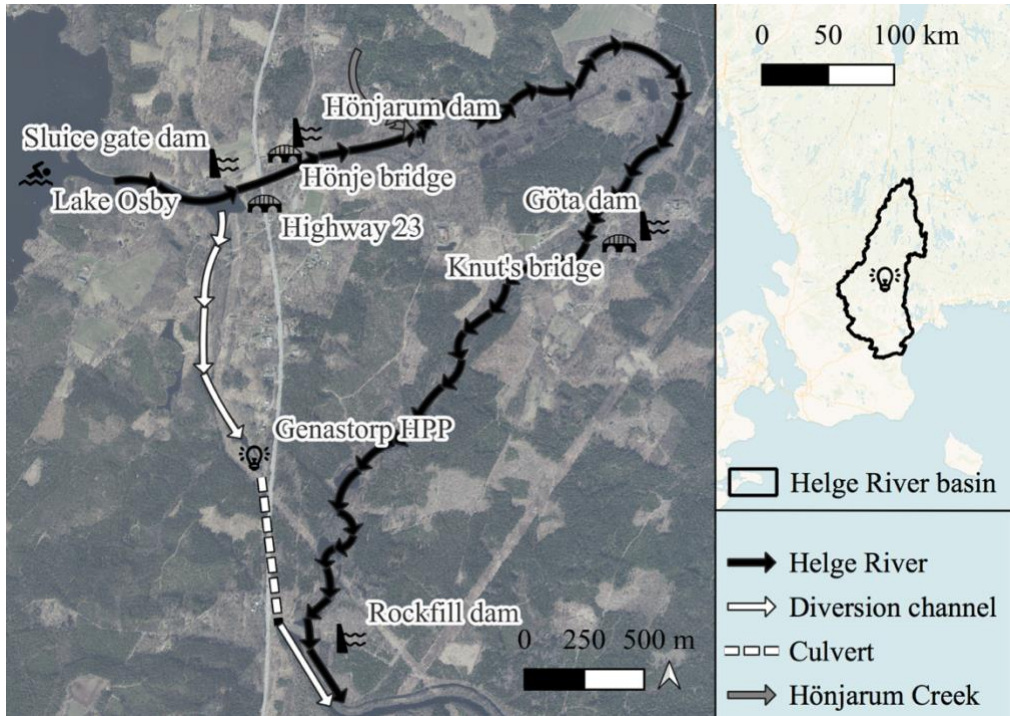 Hönjarum dam
Sluice gate dam
Hönje bridge
Lake Osby
Highway 23
Göta dam
Knut's bridge
Genastorp HPP
Rockfill dam
0 250 500 m
0 50 100 km
Helge River basin
Helge River
Diversion channel
Culvert
Hönjarum Creek